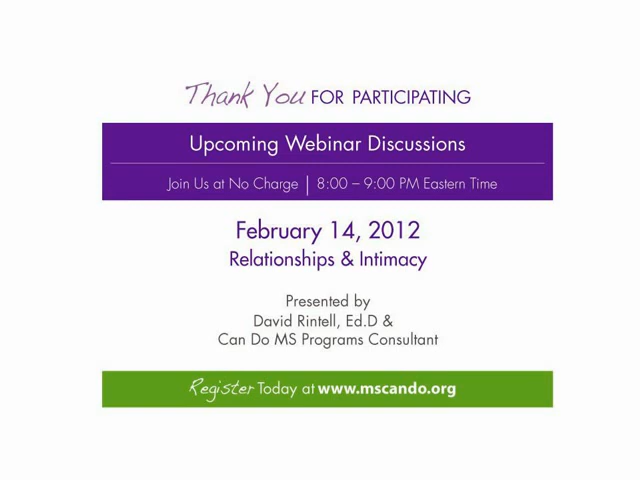 Thank You FOR PARTICIPATING
Upcoming Webinar Discussions
Join Us at No Charge | 8:00 – 9:00 PM Eastern Time
February 14, 2012
Relationships & Intimacy
Presented by
David Rintell, Ed.D &
Can Do MS Programs Consultant
Register Today at www.mscando.org